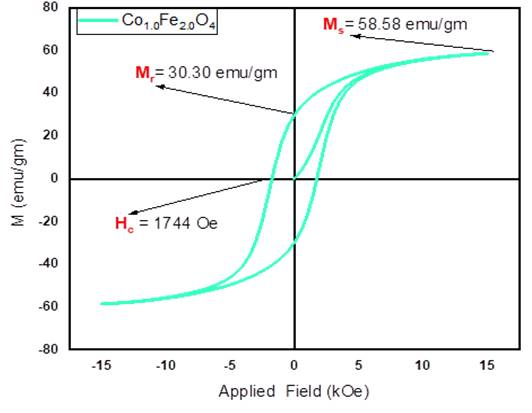 Co1.0Fe2.0O4
Ms= 58.58 emu/gm
Mr= 30.30 emu/gm
Hc = 1744 Oe
M (emu/gm)
80
60
40
20
0
-20
-40
-60
-80
-15 -10 -5 0 5 10 15
Applied Field (kOe)